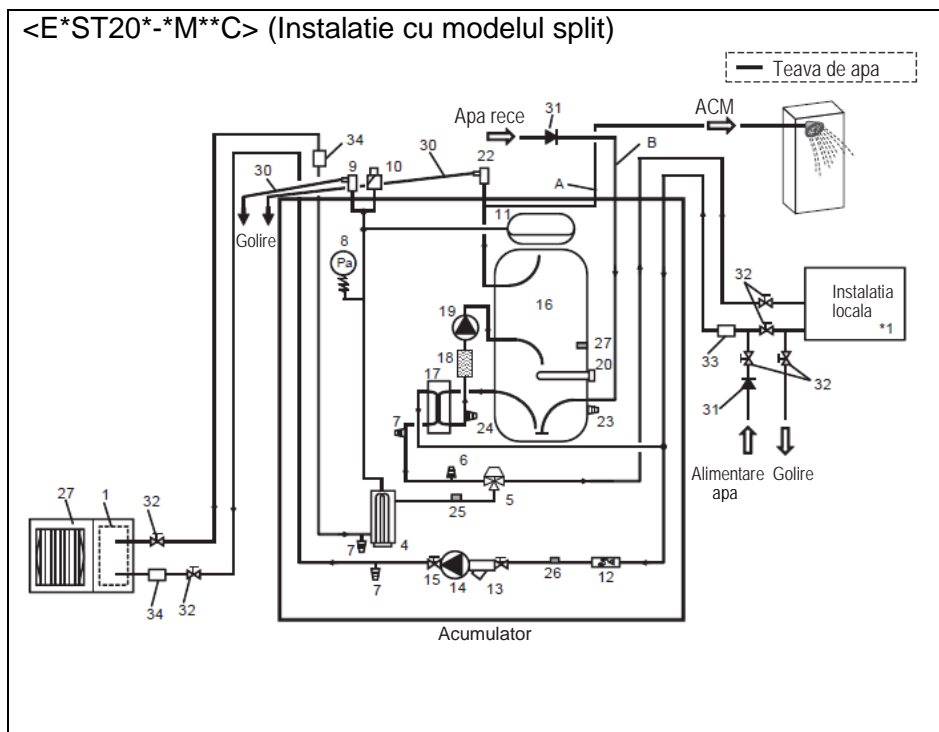 <E*ST20*-*M**C> (Instalatie cu modelul split)
Teava de apa
ACM
Apa rece
31
B
34
30
9
10
30
22
A
11
Golire
8
Pa
16
32
Instalatia
locala
*1
19
27
33
18
20
32
17
7
24
23
31
6
5
Alimentare
apa
Golire
27
1
32
25
7
4
34
32
7
15
14
13
26
12
Acumulator